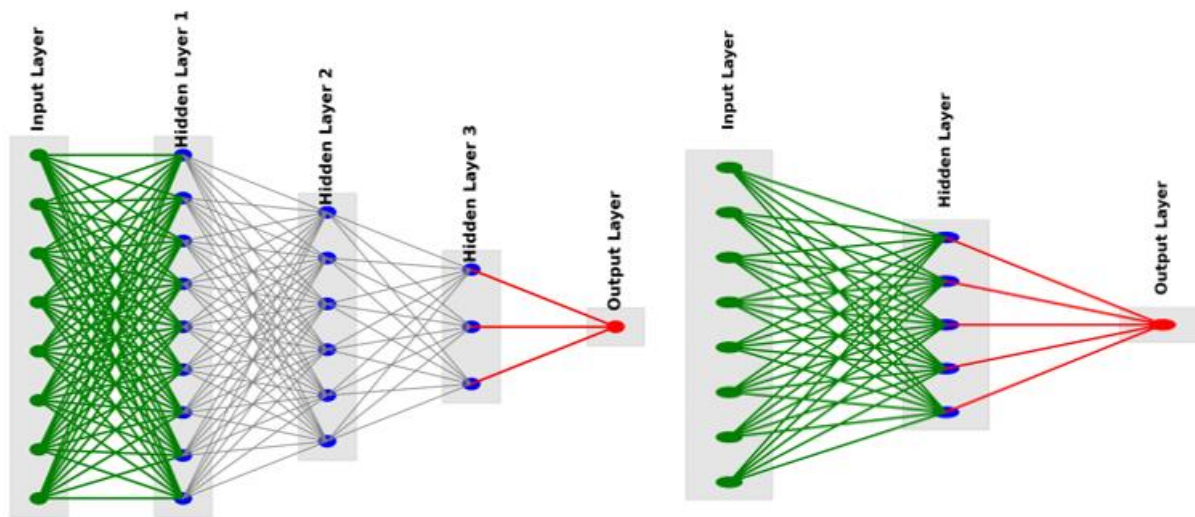 Input Layer
Hidden Layer 1
Hidden Layer 2
Hidden Layer 3
Output Layer
Input Layer
Hidden Layer
Output Layer